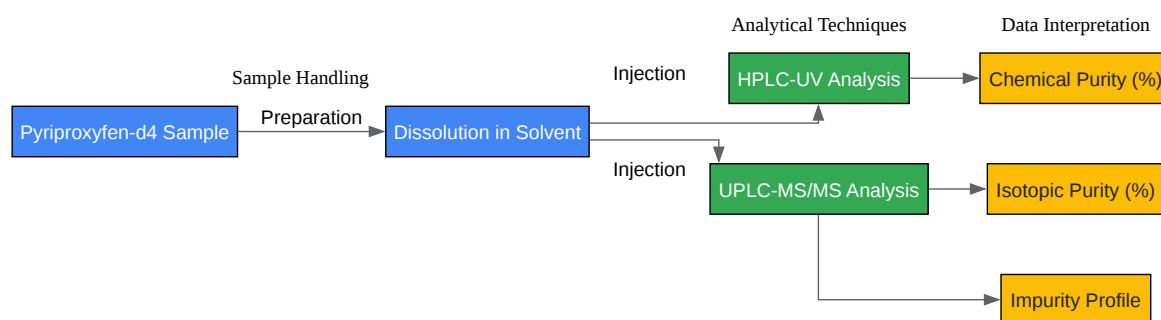 Analytical Techniques
Data Interpretation
Sample Handling
Injection
HPLC-UV Analysis
Chemical Purity (%)
Pyriproxyfen-d4 Sample
Preparation
Dissolution in Solvent
Injection
UPLC-MS/MS Analysis
Isotopic Purity (%)
Impurity Profile